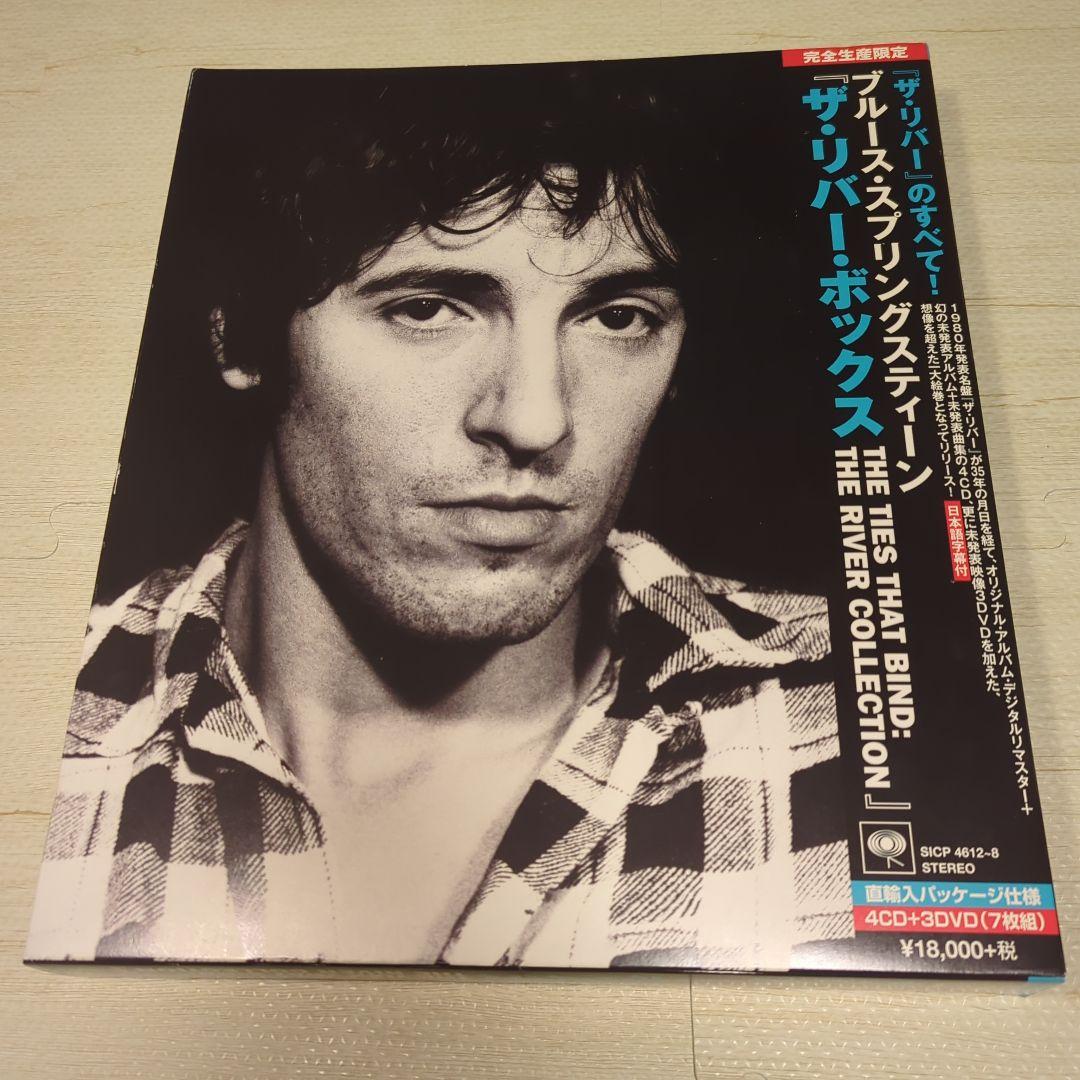 完全生産限定
『ザ・リバー』のすべて!
ブルース・スプリングスティーン
『ザ・リバー・ボックス
THE TIES THAT BIND:
THE RIVER COLLECTION』
1980年発表名盤『ザ・リバー』が35年の月日を経て、オリジナル・アルバム・デジタルリマスター+
幻の未発表アルバム+未発表曲集の4CD、更に未発表映像3DVDを加えた、
想像を超えた一大絵巻となってリリース!
日本語字幕付
SICP 4612~8
STEREO
直輸入パッケージ仕様
4CD+3DVD(7枚組)
¥18,000+税